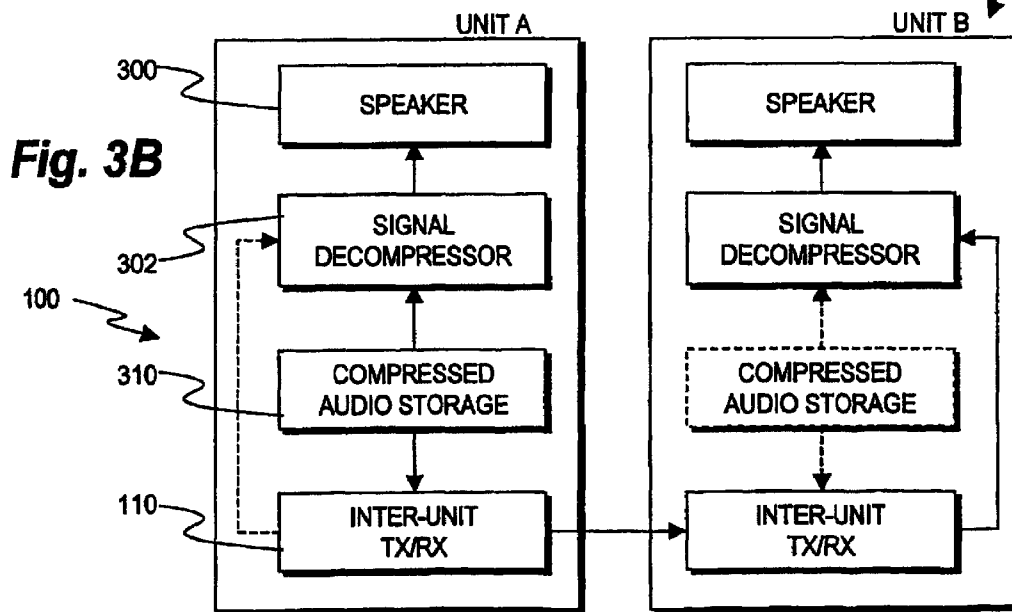 UNIT A
UNIT B
300
SPEAKER
SPEAKER
Fig. 3B
SIGNAL
DECOMPRESSOR
SIGNAL
DECOMPRESSOR
302
100
310
COMPRESSED
AUDIO STORAGE
COMPRESSED
AUDIO STORAGE
110
INTER-UNIT
TX/RX
INTER-UNIT
TX/RX